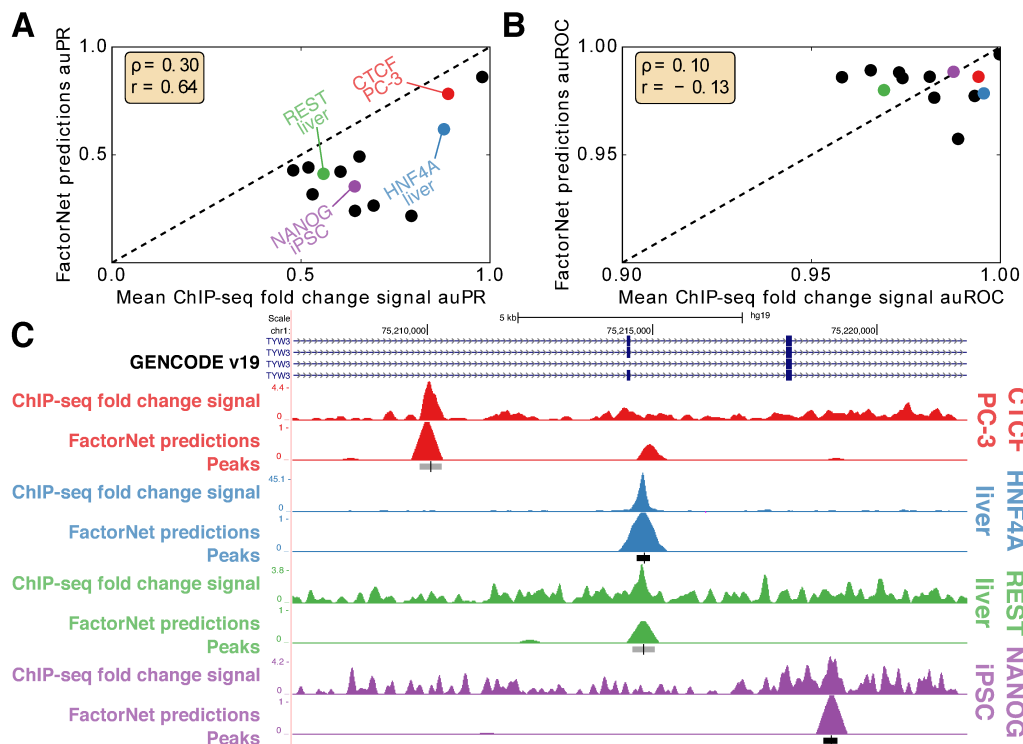 A
1.0
0.5
0.0
0.5
1.0
FactorNet predictions auPR
Mean ChIP-seq fold change signal auPR
ρ = 0.30
r = 0.64
CTCF
PC-3
REST
liver
HNF4A
liver
NANOG
iPSC
B
1.00
0.95
0.90
0.95
1.00
FactorNet predictions auROC
Mean ChIP-seq fold change signal auROC
ρ = 0.10
r = − 0.13
C
Scale
5 kb
hg19
chr1:
75,210,000
75,215,000
75,220,000
GENCODE v19
TYW3
TYW3
TYW3
TYW3
ChIP-seq fold change signal
4.4
0
FactorNet predictions
1
0
Peaks
CTCF
PC-3
ChIP-seq fold change signal
45.1
0
FactorNet predictions
1
0
Peaks
HNF4A
liver
ChIP-seq fold change signal
3.8
0
FactorNet predictions
1
0
Peaks
REST
liver
ChIP-seq fold change signal
4.2
0
FactorNet predictions
1
0
Peaks
NANOG
iPSC